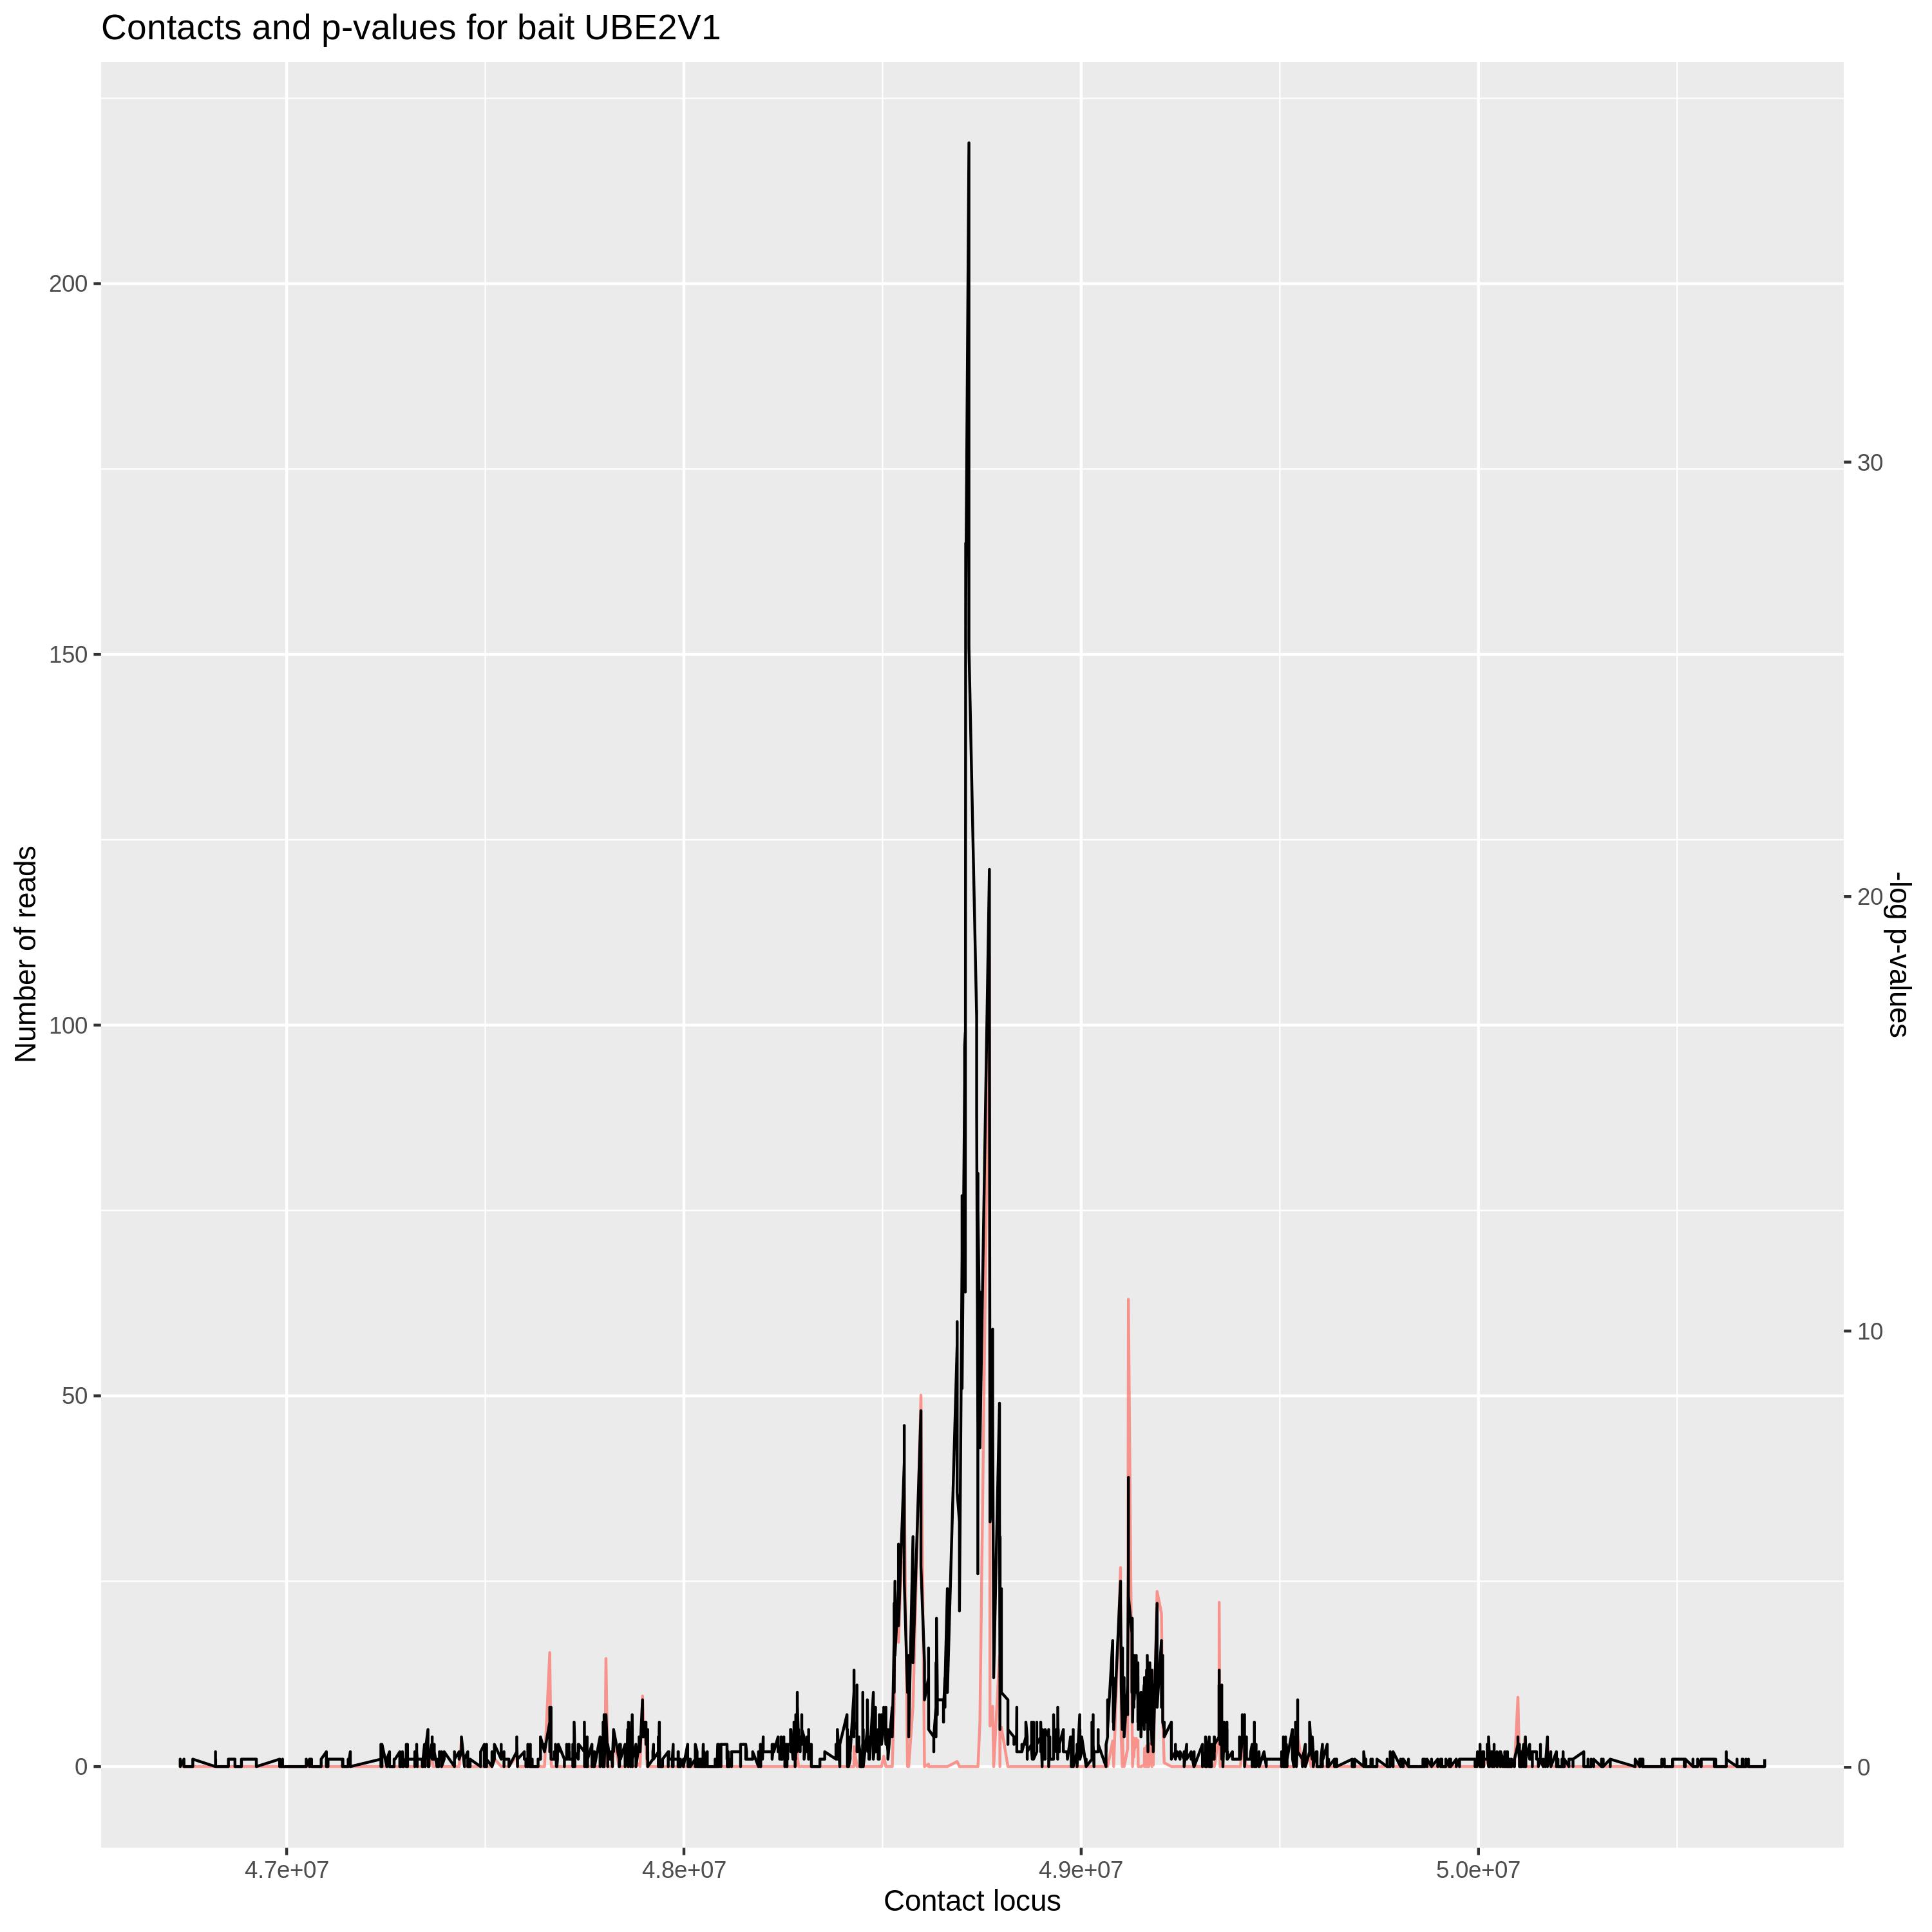 Contacts and p-values for bait UBE2V1
200
150
100
50
0
30
20
10
0
Number of reads
-log p-values
4.7e+07 4.8e+07 4.9e+07 5.0e+07
Contact locus